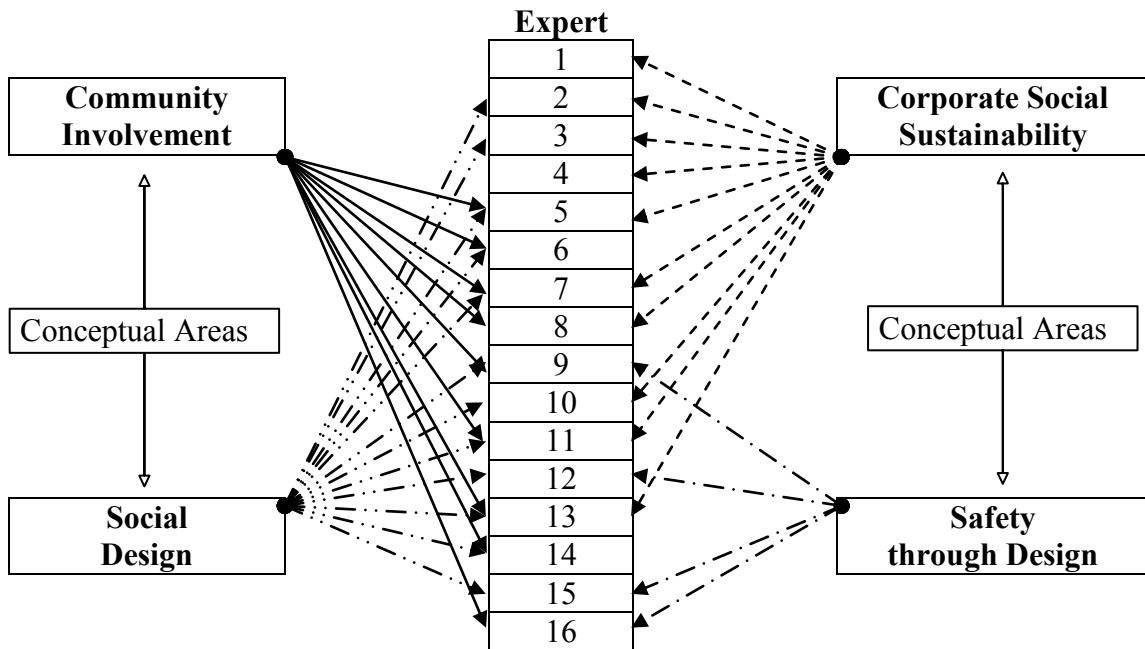 Expert
1
2
3
4
5
6
7
8
9
10
11
12
13
14
15
16
Community
Involvement
Conceptual Areas
Social
Design
Corporate Social
Sustainability
Conceptual Areas
Safety
through Design